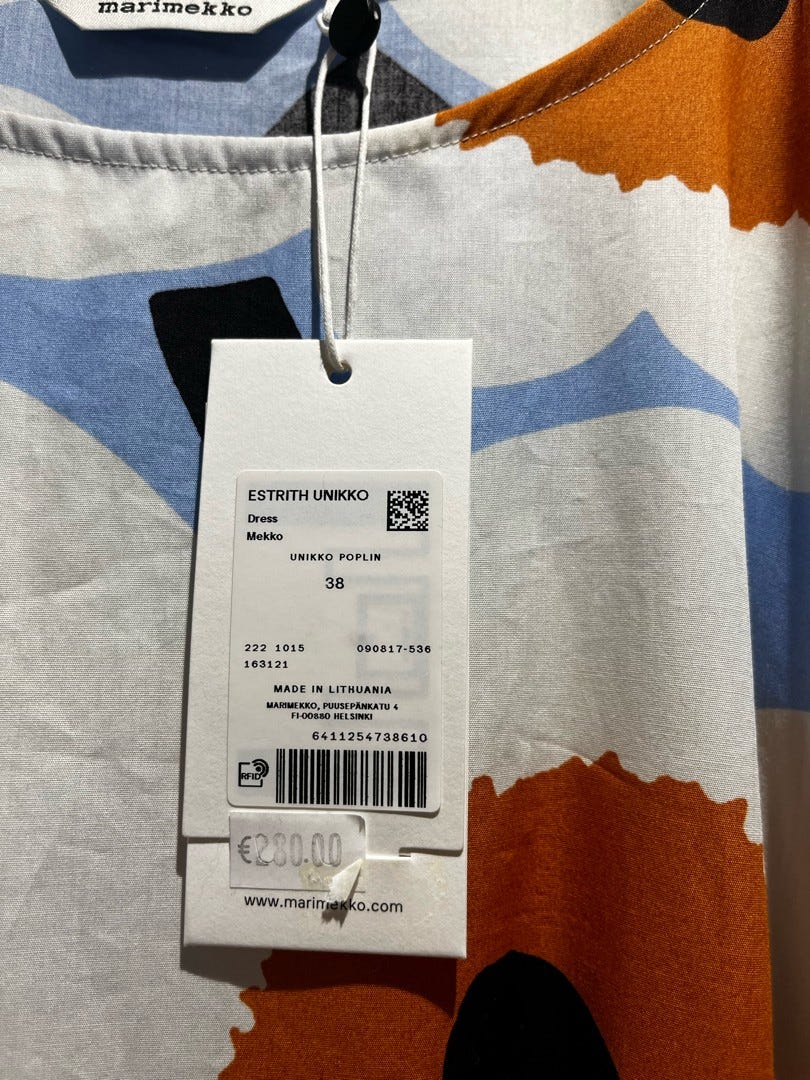 marimekko
ESTRITH UNIKKO
Dress
Mekko
UNIKKO POPLIN
38
222 1015 090817-536
163121
MADE IN LITHUANIA
MARIMEKKO, PUUSEPÄNKATU 4
FI-00880 HELSINKI
6411254738610
RFID
€280.00
www.marimekko.com